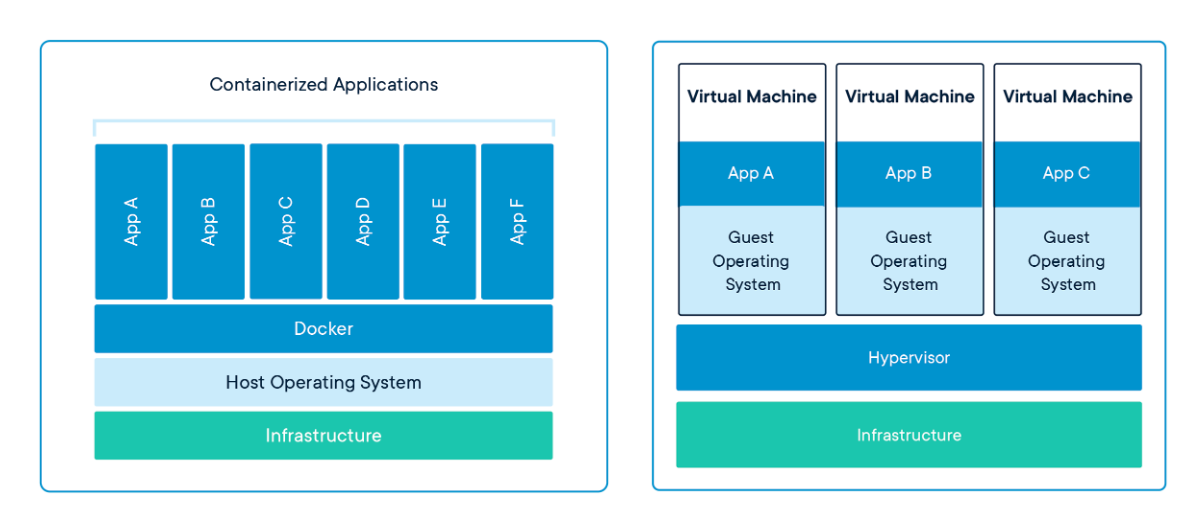 Containerized Applications
App A
App B
App C
App D
App E
App F
Docker
Host Operating System
Infrastructure
Virtual Machine
App A
Guest
Operating
System
Virtual Machine
App B
Guest
Operating
System
Virtual Machine
App C
Guest
Operating
System
Hypervisor
Infrastructure